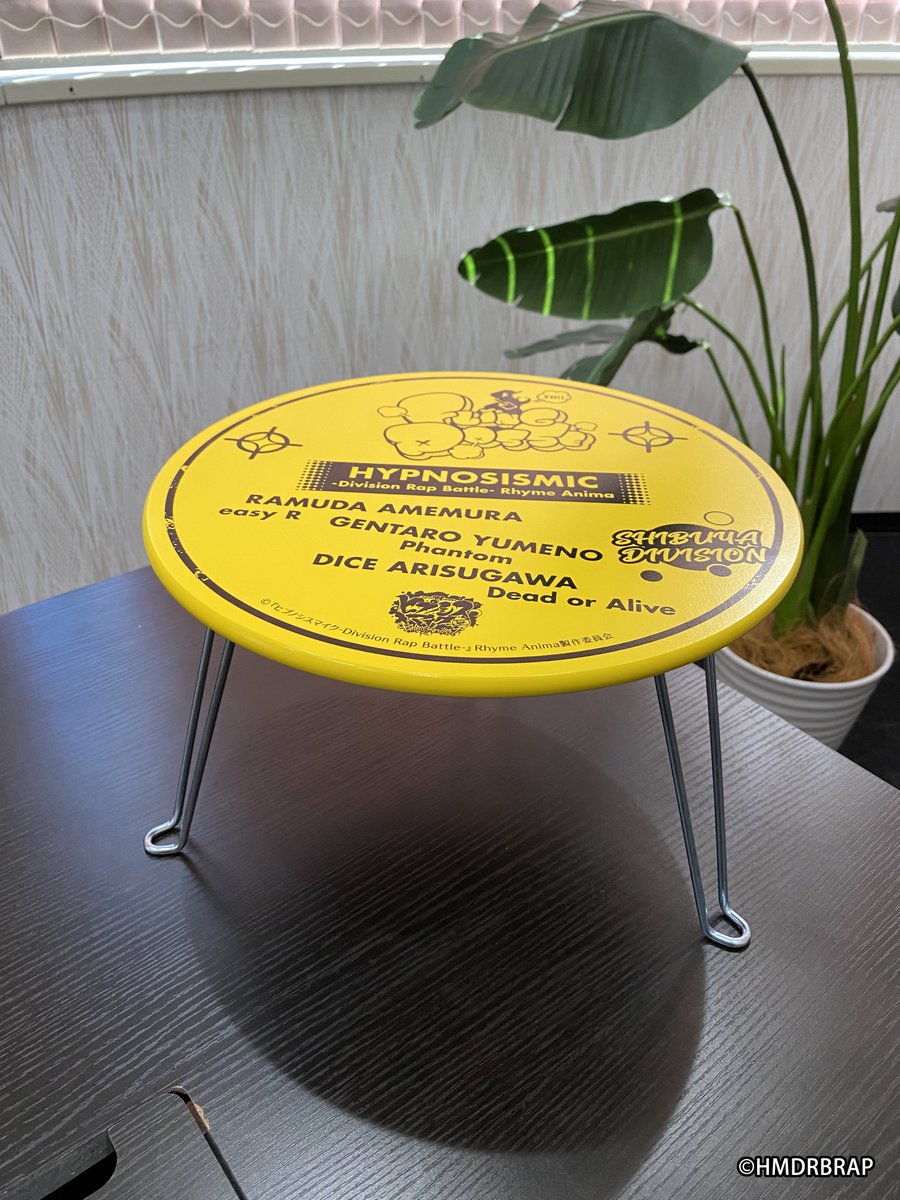 YO!!
HYPNOSISMIC
-Division Rap Battle- Rhyme Anima
RAMUDA AMEMURA
easy R
GENTARO YUMENO
Phantom
DICE ARISUGAWA
Dead or Alive
SHIBUYA
DIVISION
©『ヒプノシスマイク-Division Rap Battle-』Rhyme Anima製作委員会
©HMDRBRAP